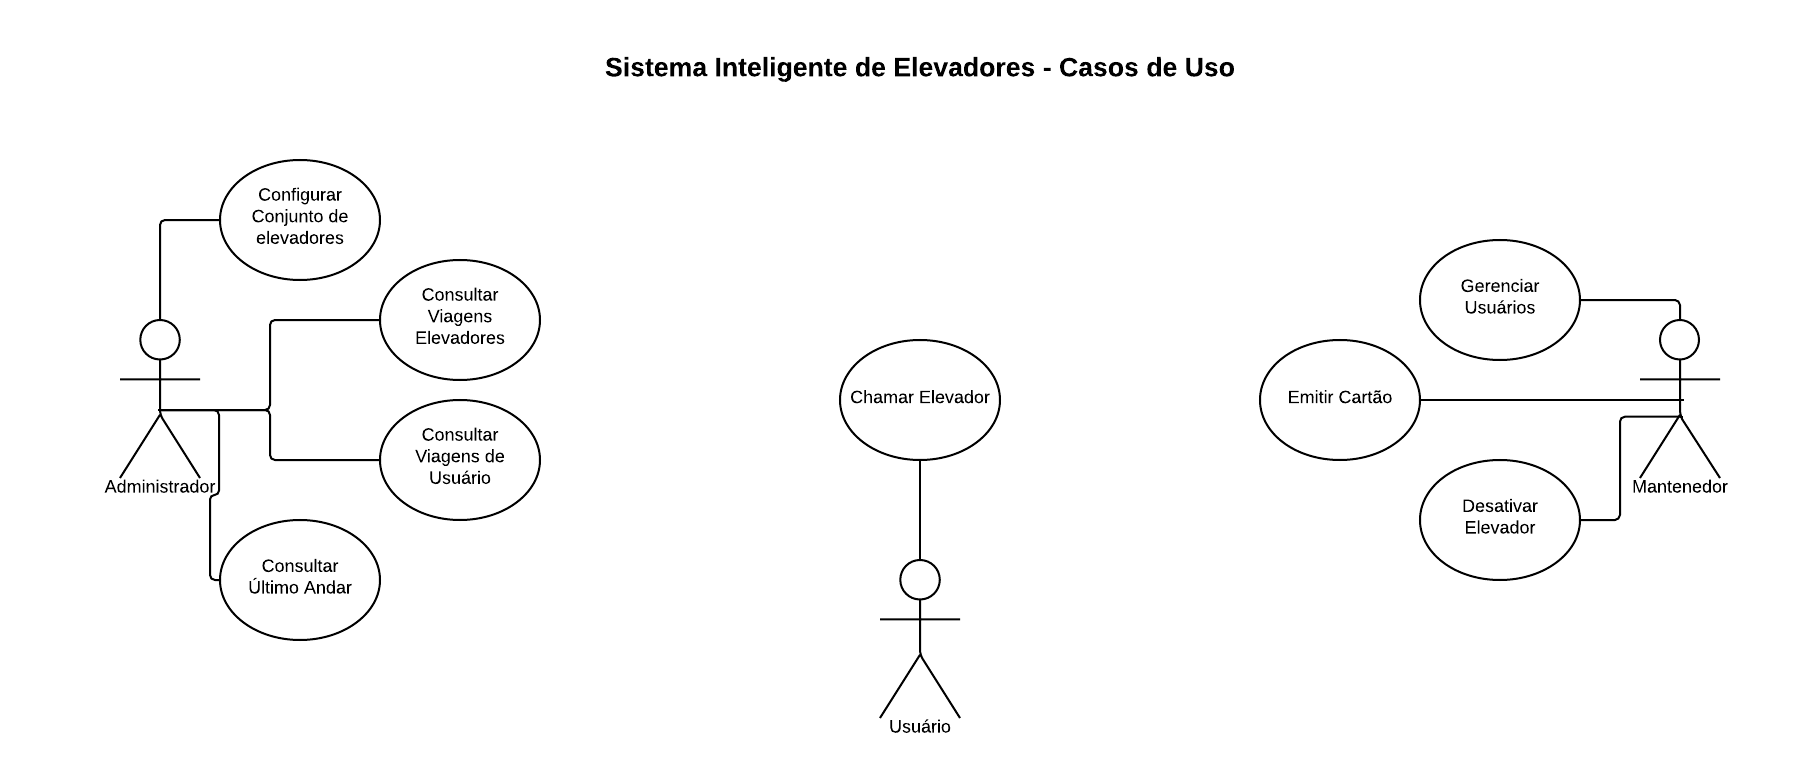 Sistema Inteligente de Elevadores - Casos de Uso
Configurar
Conjunto de
elevadores
Consultar
Viagens
Elevadores
Consultar
Viagens de
Usuário
Administrador
Consultar
Último Andar
Chamar Elevador
Usuário
Gerenciar
Usuários
Emitir Cartão
Desativar
Elevador
Mantenedor